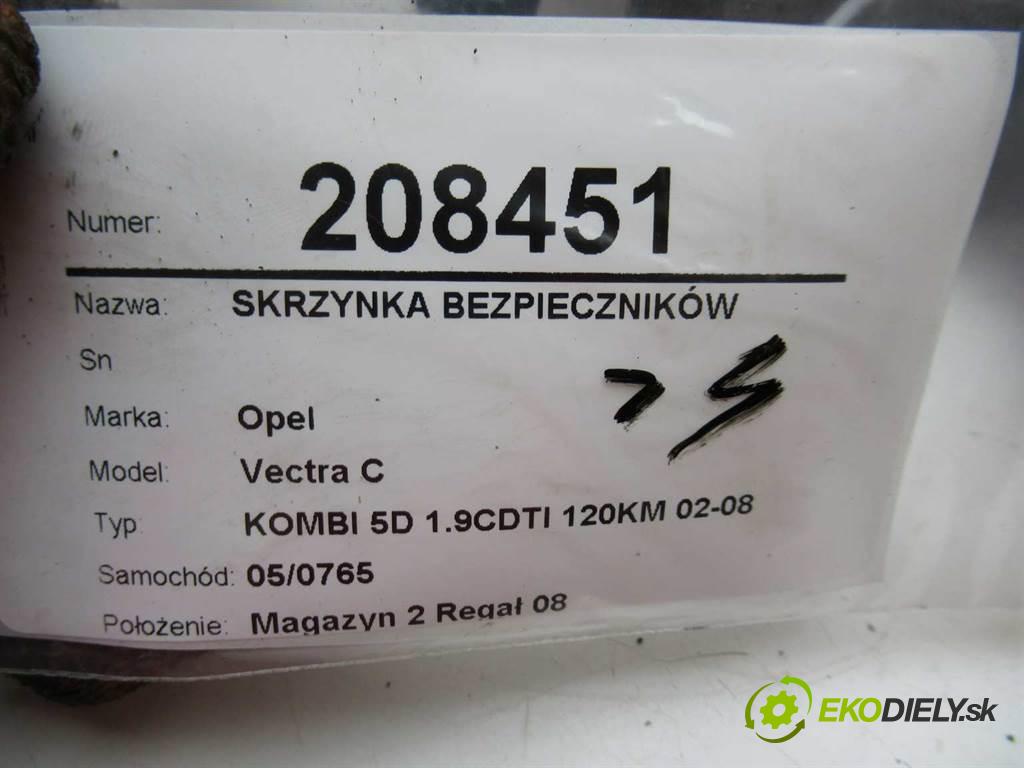 Numer: 208451
Nazwa: SKRZYNKA BEZPIECZNIKÓW
Sn
Marka: Opel
Model: Vectra C
Typ: KOMBI 5D 1.9CDTI 120KM 02-08
Samochód: 05/0765
Położenie: Magazyn 2 Regał 08
EKODIELY.sk